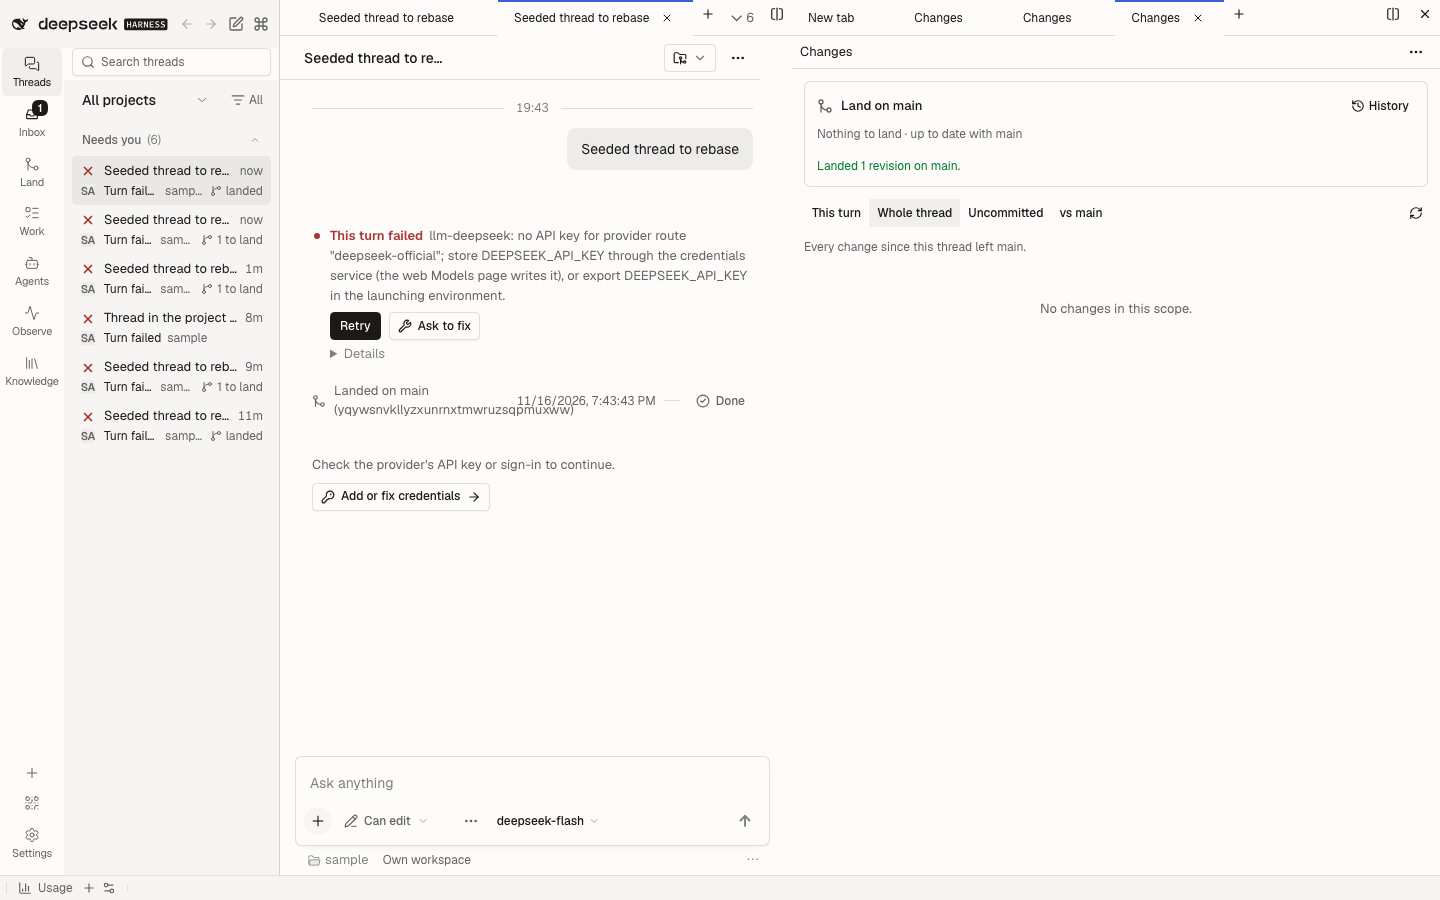 deepseek HARNESS
Threads
1
Inbox
Land
Work
Agents
Observe
Knowledge
Settings
Search threads
All projects
All
Needs you (6)
Seeded thread to re... now
SA Turn fail... samp... landed
Seeded thread to re... now
SA Turn fai... sam... 1 to land
Seeded thread to reb... 1m
SA Turn fai... sam... 1 to land
Thread in the project ... 8m
SA Turn failed sample
Seeded thread to reb... 9m
SA Turn fai... sam... 1 to land
Seeded thread to re... 11m
SA Turn fail... samp... landed
Seeded thread to rebase
Seeded thread to rebase
6
Seeded thread to re...
19:43
Seeded thread to rebase
This turn failed llm-deepseek: no API key for provider route
"deepseek-official"; store DEEPSEEK_API_KEY through the credentials
service (the web Models page writes it), or export DEEPSEEK_API_KEY
in the launching environment.
Retry
Ask to fix
Details
Landed on main
(yqywsnvkllyzxunrnxtmwruzsqpmuxww)
11/16/2026, 7:43:43 PM
Done
Check the provider's API key or sign-in to continue.
Add or fix credentials
Ask anything
Can edit
deepseek-flash
sample
Own workspace
New tab
Changes
Changes
Changes
Changes
Land on main
History
Nothing to land · up to date with main
Landed 1 revision on main.
This turn
Whole thread
Uncommitted
vs main
Every change since this thread left main.
No changes in this scope.
Usage